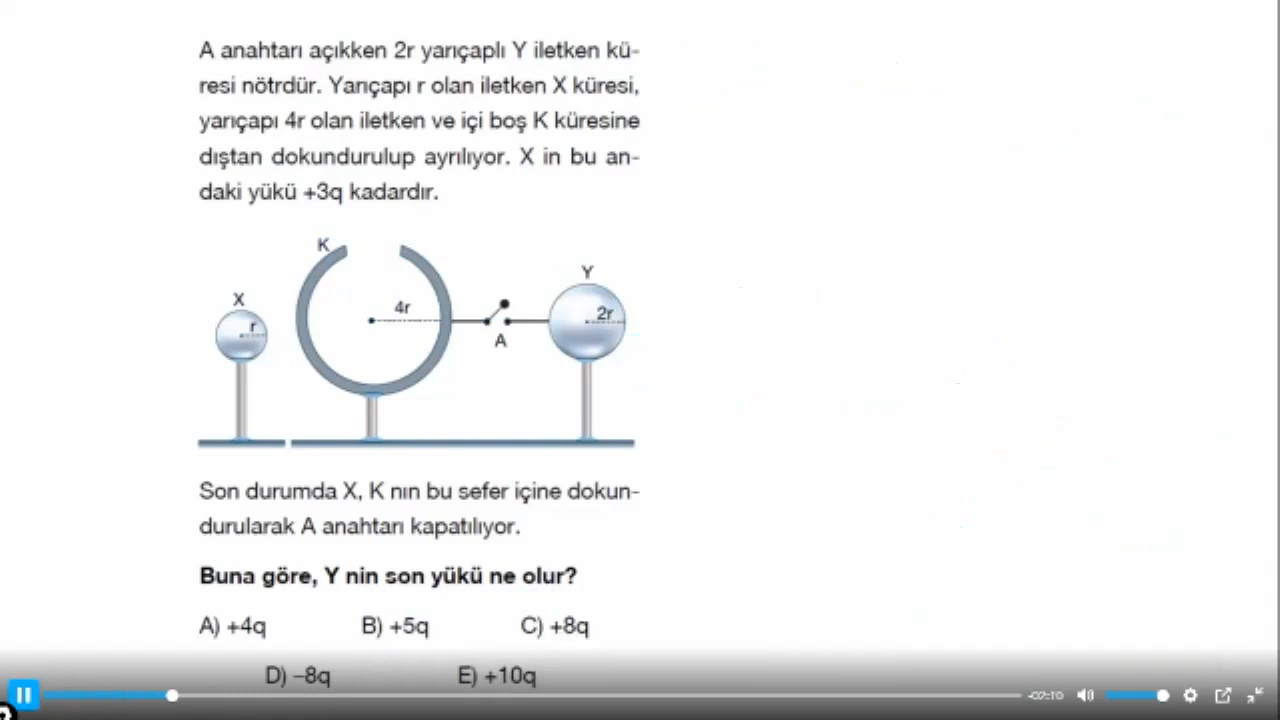 A anahtarı açıkken 2r yarıçaplı Y iletken kü-
resi nötrdür. Yarıçapı r olan iletken X küresi,
yarıçapı 4r olan iletken ve içi boş K küresine
dıştan dokundurulup ayrılıyor. X in bu an-
daki yükü +3q kadardır.
K
Y
X
r
4r
2r
A
Son durumda X, K nın bu sefer içine dokun-
durularak A anahtarı kapatılıyor.
Buna göre, Y nin son yükü ne olur?
A) +4q B) +5q C) +8q
D) –8q E) +10q
-02:10